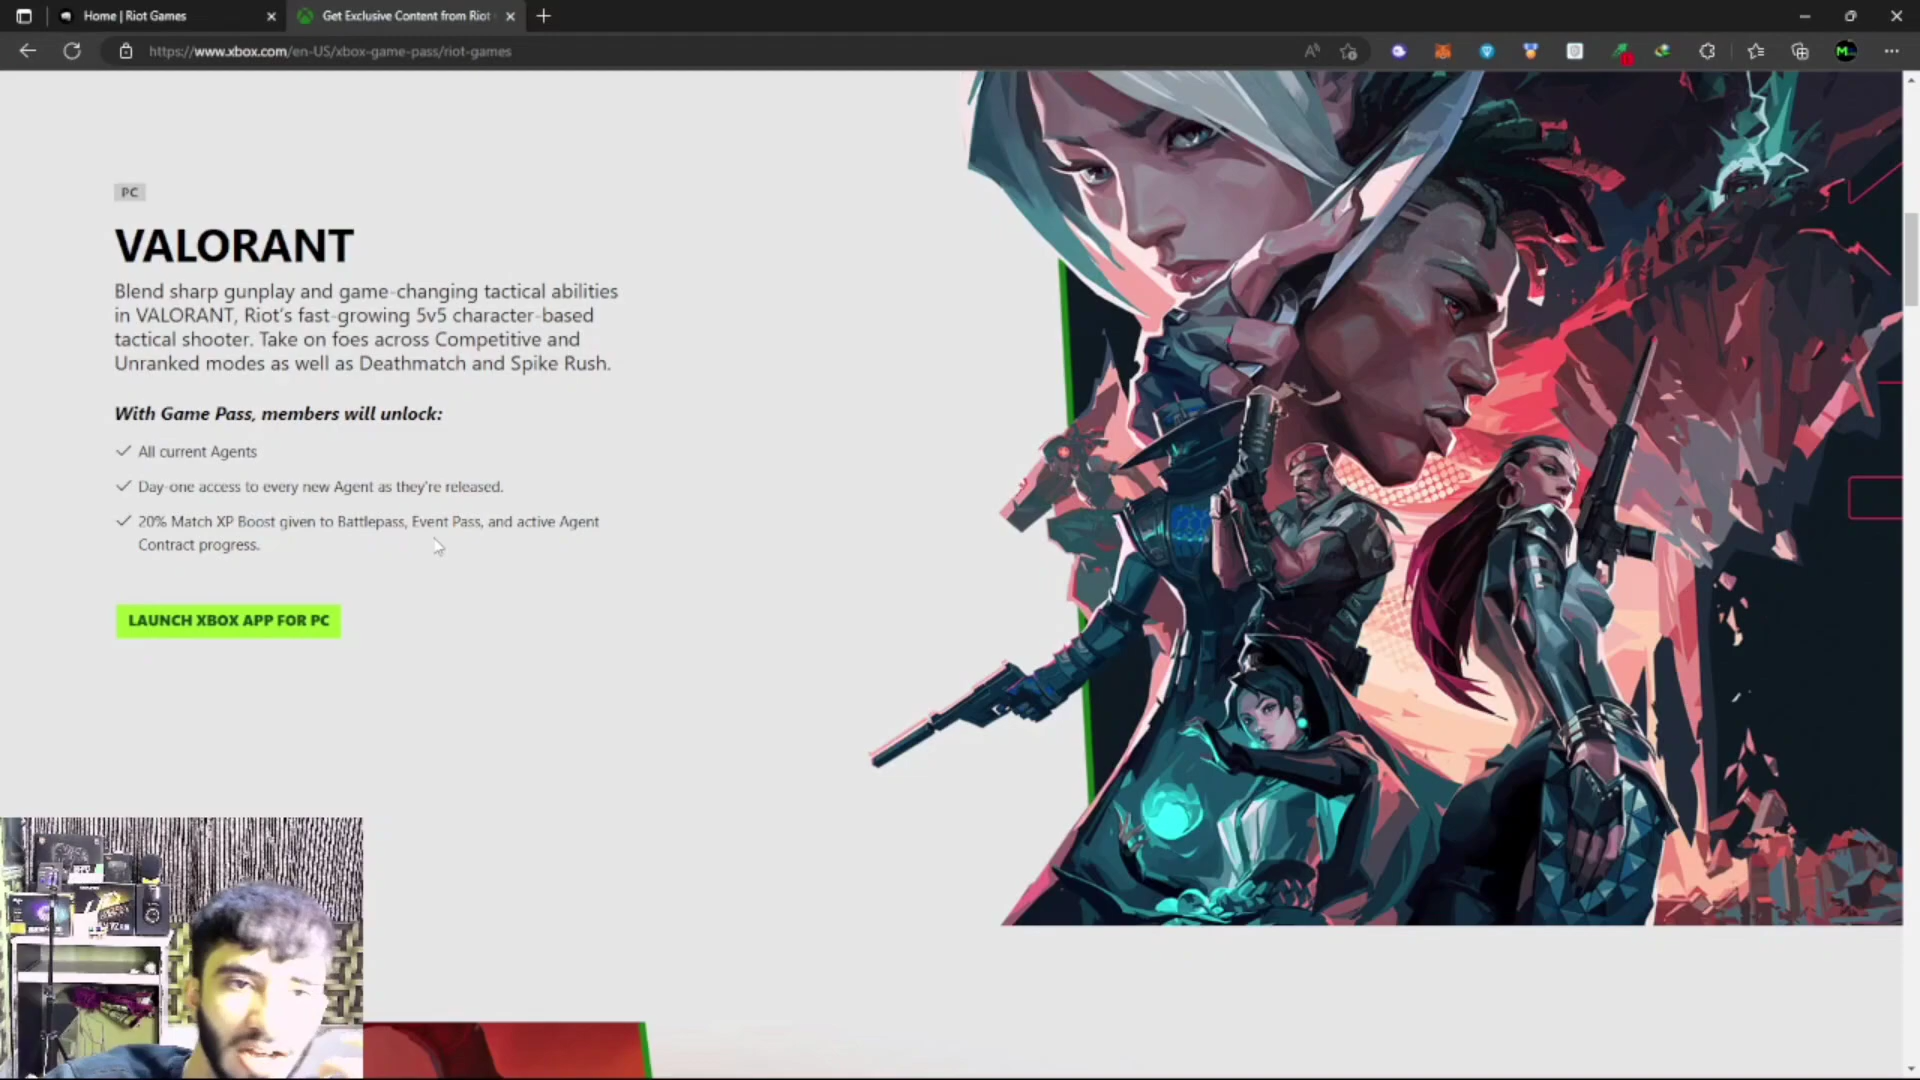 Home | Riot Games
Get Exclusive Content from Riot
https://www.xbox.com/en-US/xbox-game-pass/riot-games
PC
VALORANT
Blend sharp gunplay and game-changing tactical abilities
in VALORANT, Riot's fast-growing 5v5 character-based
tactical shooter. Take on foes across Competitive and
Unranked modes as well as Deathmatch and Spike Rush.
With Game Pass, members will unlock:
All current Agents
Day-one access to every new Agent as they're released.
20% Match XP Boost given to Battlepass, Event Pass, and active Agent
Contract progress.
LAUNCH XBOX APP FOR PC